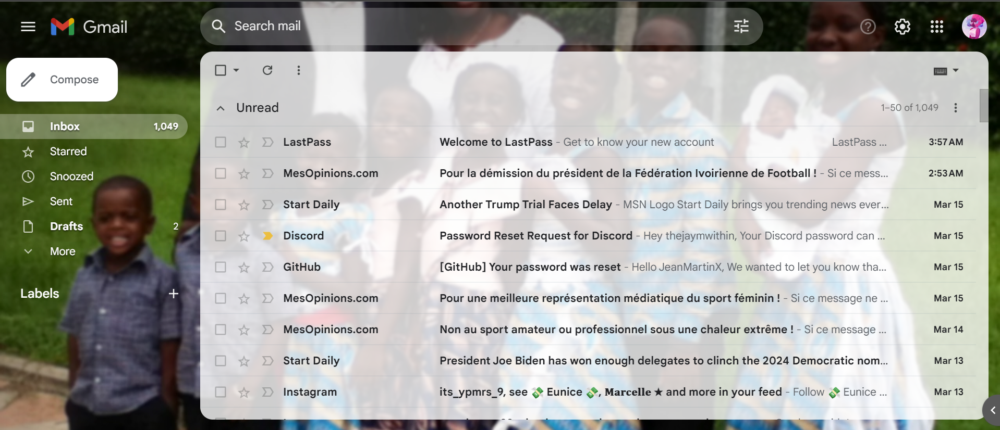 Gmail
Search mail
Compose
Inbox 1,049
Starred
Snoozed
Sent
Drafts 2
More
Labels
Unread 1–50 of 1,049
LastPass Welcome to LastPass - Get to know your new account LastPass ... 3:57 AM
MesOpinions.com Pour la démission du président de la Fédération Ivoirienne de Football ! - Si ce mess... 2:53 AM
Start Daily Another Trump Trial Faces Delay - MSN Logo Start Daily brings you trending news ever... Mar 15
Discord Password Reset Request for Discord - Hey thejaymwithin, Your Discord password can ... Mar 15
GitHub [GitHub] Your password was reset - Hello JeanMartinX, We wanted to let you know tha... Mar 15
MesOpinions.com Pour une meilleure représentation médiatique du sport féminin ! - Si ce message ne ... Mar 15
MesOpinions.com Non au sport amateur ou professionnel sous une chaleur extrême ! - Si ce message ... Mar 14
Start Daily President Joe Biden has won enough delegates to clinch the 2024 Democratic nom... Mar 13
Instagram its_ypmrs_9, see 💸 Eunice 💸, 𝐌𝐚𝐫𝐜𝐞𝐥𝐥𝐞 ★ and more in your feed - Follow 💸 Eunice ... Mar 13